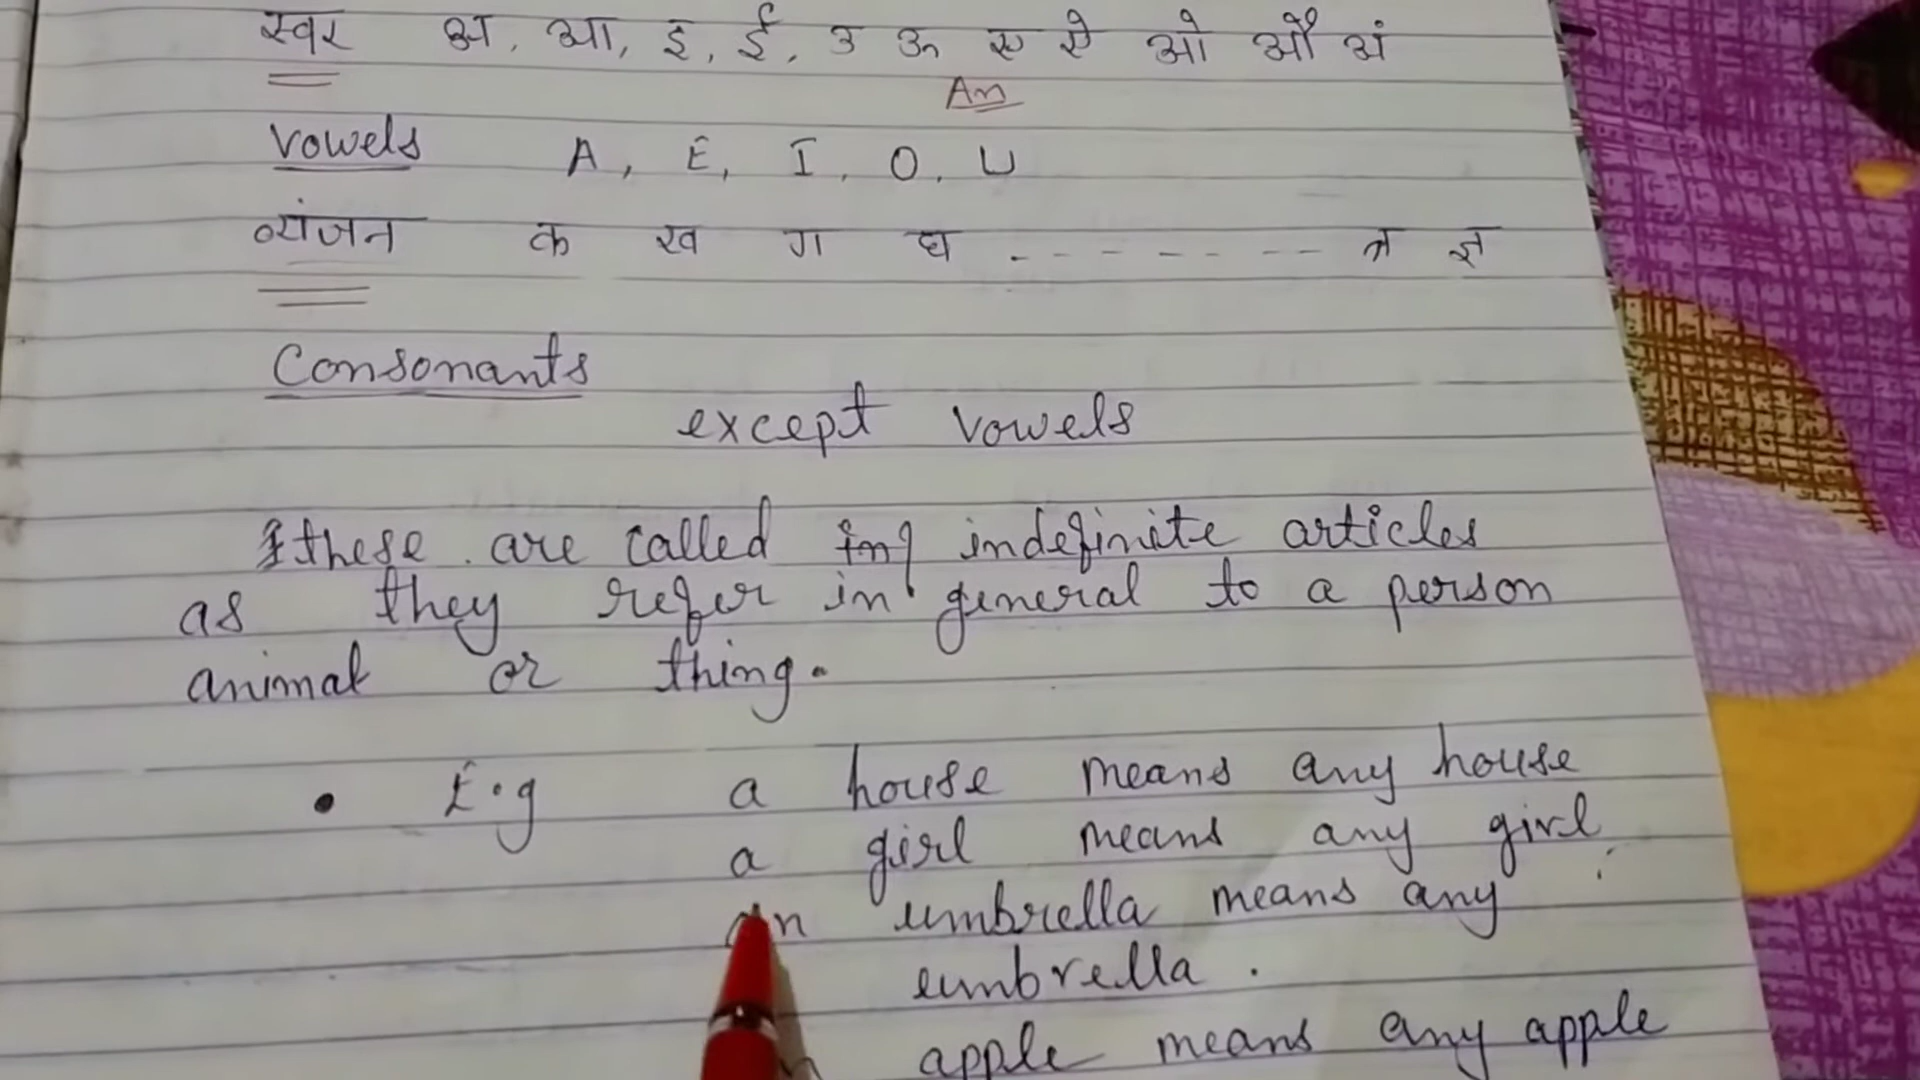 स्वर अ, आ, इ, ई, उ ऊ ए ऐ ओ औ अं
An
Vowels A, E, I, O, U
व्यंजन क ख ग घ - - - - - - - त्र ज्ञ
Consonants
except vowels
these are called indefinite articles
as they refer in general to a person
animal or thing.
• E.g a house means any house
a girl means any girl
an umbrella means any
umbrella.
apple means any apple